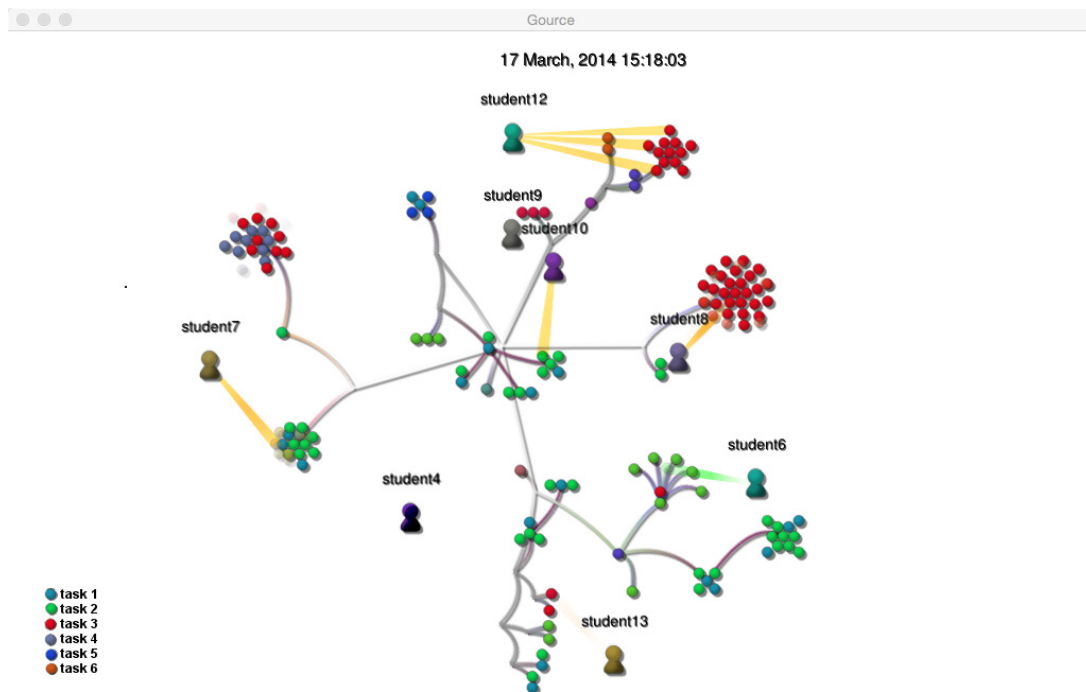 Gource
17 March, 2014 15:18:03
student12
student9
student10
student8
student7
student6
student4
student13
task 1
task 2
task 3
task 4
task 5
task 6